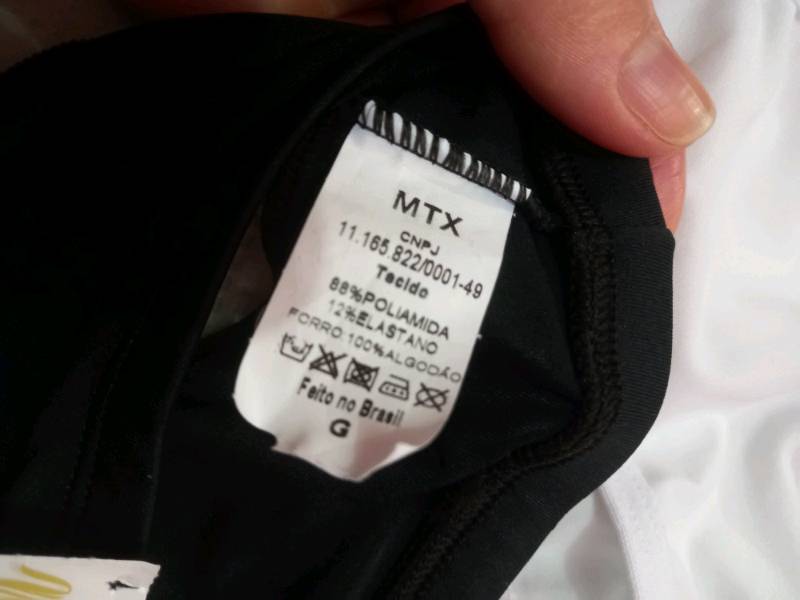 MTX
CNPJ
11.165.822/0001-49
Tecido
88%POLIAMIDA
12%ELASTANO
FORRO:100%ALGODÃO
Feito no Brasil
G